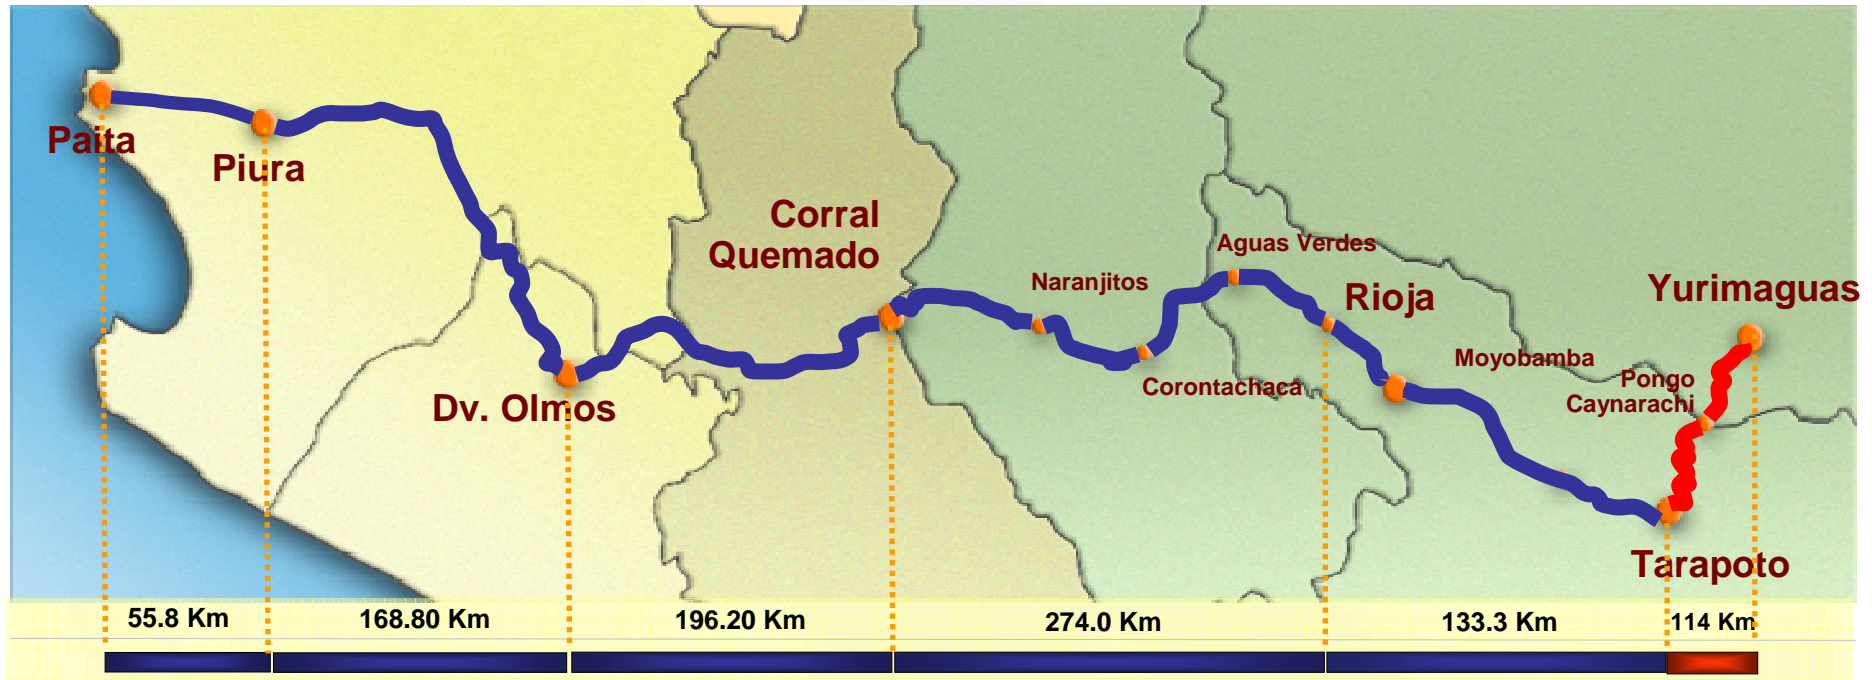 Paita
Piura
Dv. Olmos
Corral
Quemado
Naranjitos
Corontachaca
Aguas Verdes
Rioja
Moyobamba
Pongo
Caynarachi
Yurimaguas
Tarapoto
55.8 Km
168.80 Km
196.20 Km
274.0 Km
133.3 Km
114 Km